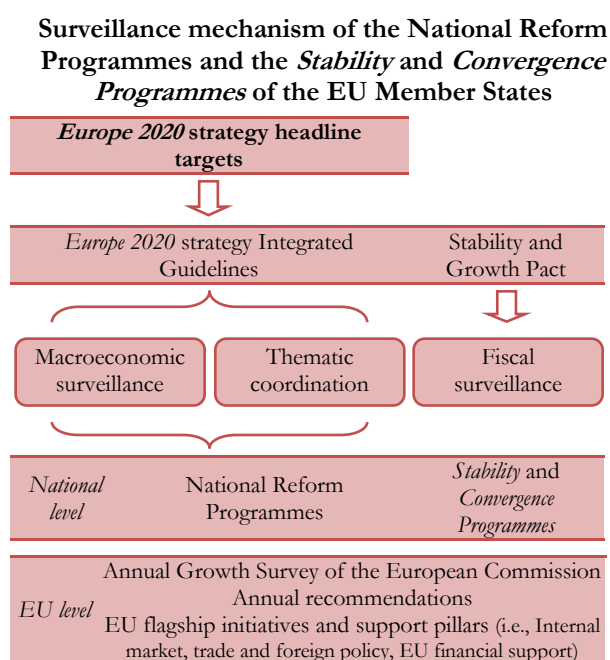 Surveillance mechanism of the National Reform
Programmes and the Stability and Convergence
Programmes of the EU Member States
Europe 2020 strategy headline
targets
Europe 2020 strategy Integrated
Guidelines
Stability and
Growth Pact
Macroeconomic
surveillance
Thematic
coordination
Fiscal
surveillance
National
level
National Reform
Programmes
Stability and
Convergence
Programmes
EU level
Annual Growth Survey of the European Commission
Annual recommendations
EU flagship initiatives and support pillars (i.e., Internal
market, trade and foreign policy, EU financial support)